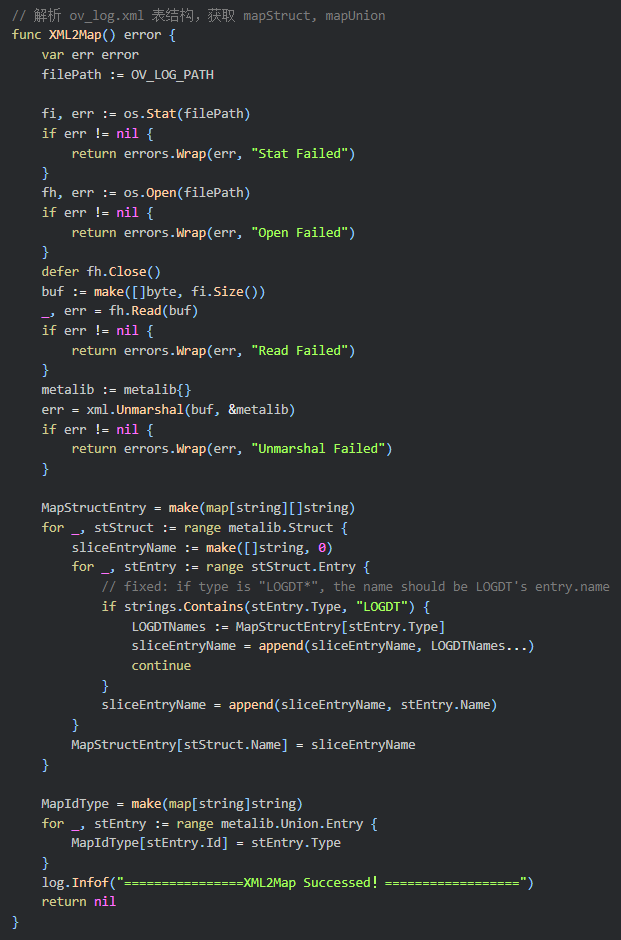 // 解析 ov_log.xml 表结构，获取 mapStruct, mapUnion
func XML2Map() error {
    var err error
    filePath := OV_LOG_PATH

    fi, err := os.Stat(filePath)
    if err != nil {
        return errors.Wrap(err, "Stat Failed")
    }
    fh, err := os.Open(filePath)
    if err != nil {
        return errors.Wrap(err, "Open Failed")
    }
    defer fh.Close()
    buf := make([]byte, fi.Size())
    _, err = fh.Read(buf)
    if err != nil {
        return errors.Wrap(err, "Read Failed")
    }
    metalib := metalib{}
    err = xml.Unmarshal(buf, &metalib)
    if err != nil {
        return errors.Wrap(err, "Unmarshal Failed")
    }

    MapStructEntry = make(map[string][]string)
    for _, stStruct := range metalib.Struct {
        sliceEntryName := make([]string, 0)
        for _, stEntry := range stStruct.Entry {
            // fixed: if type is "LOGDT*", the name should be LOGDT's entry.name
            if strings.Contains(stEntry.Type, "LOGDT") {
                LOGDTNames := MapStructEntry[stEntry.Type]
                sliceEntryName = append(sliceEntryName, LOGDTNames...)
                continue
            }
            sliceEntryName = append(sliceEntryName, stEntry.Name)
        }
        MapStructEntry[stStruct.Name] = sliceEntryName
    }

    MapIdType = make(map[string]string)
    for _, stEntry := range metalib.Union.Entry {
        MapIdType[stEntry.Id] = stEntry.Type
    }
    log.Infof("================XML2Map Successed！==================")
    return nil
}